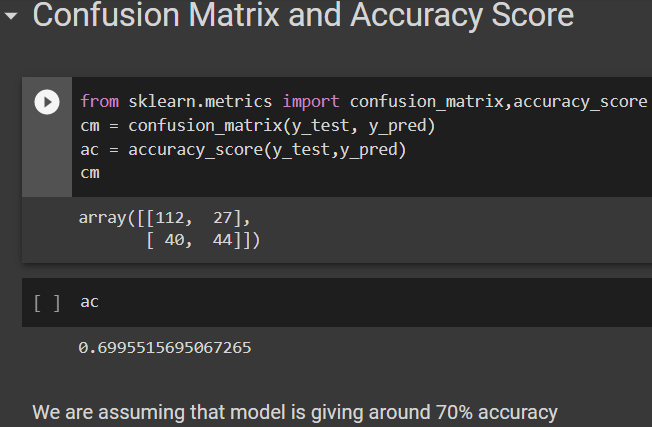 Confusion Matrix and Accuracy Score
from sklearn.metrics import confusion_matrix,accuracy_score
cm = confusion_matrix(y_test, y_pred)
ac = accuracy_score(y_test,y_pred)
cm
array([[112,  27],
       [ 40,  44]])
[ ] ac
0.6995515695067265
We are assuming that model is giving around 70% accuracy